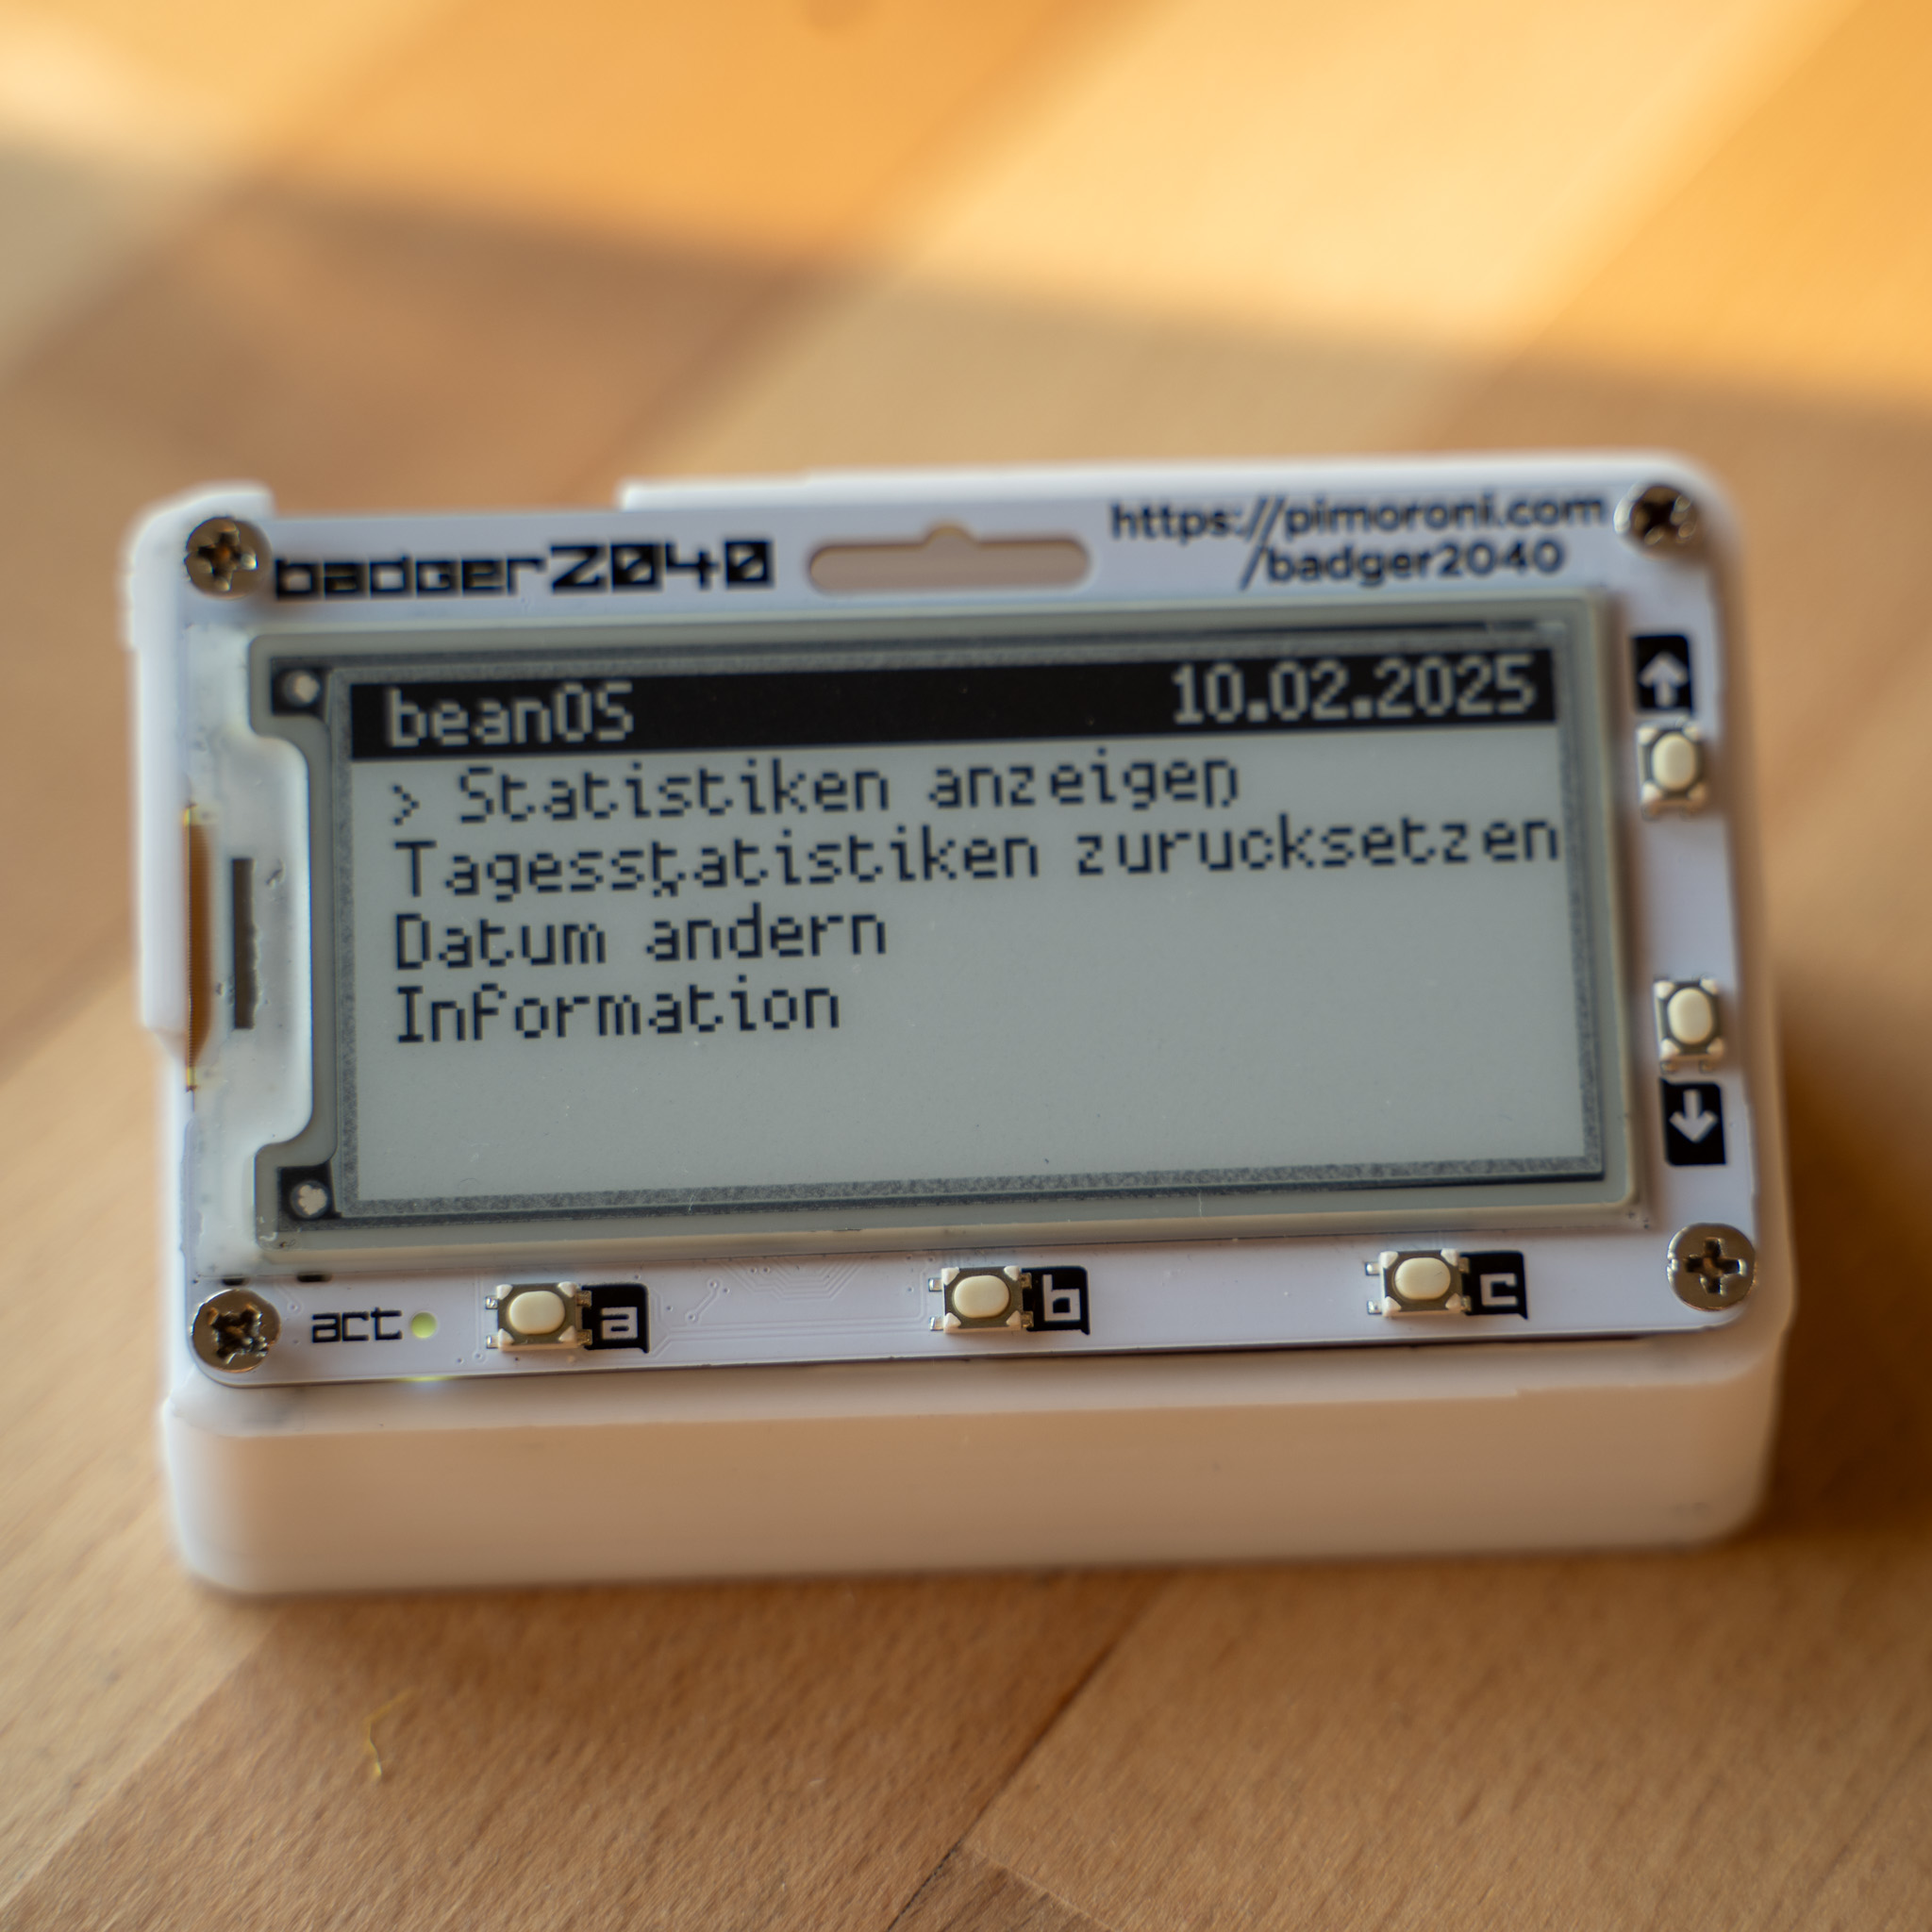 badger2040
https://pimoroni.com
/badger2040
beanOS 10.02.2025
> Statistiken anzeigen
Tagesstatistiken zurucksetzen
Datum andern
Information
act a b c